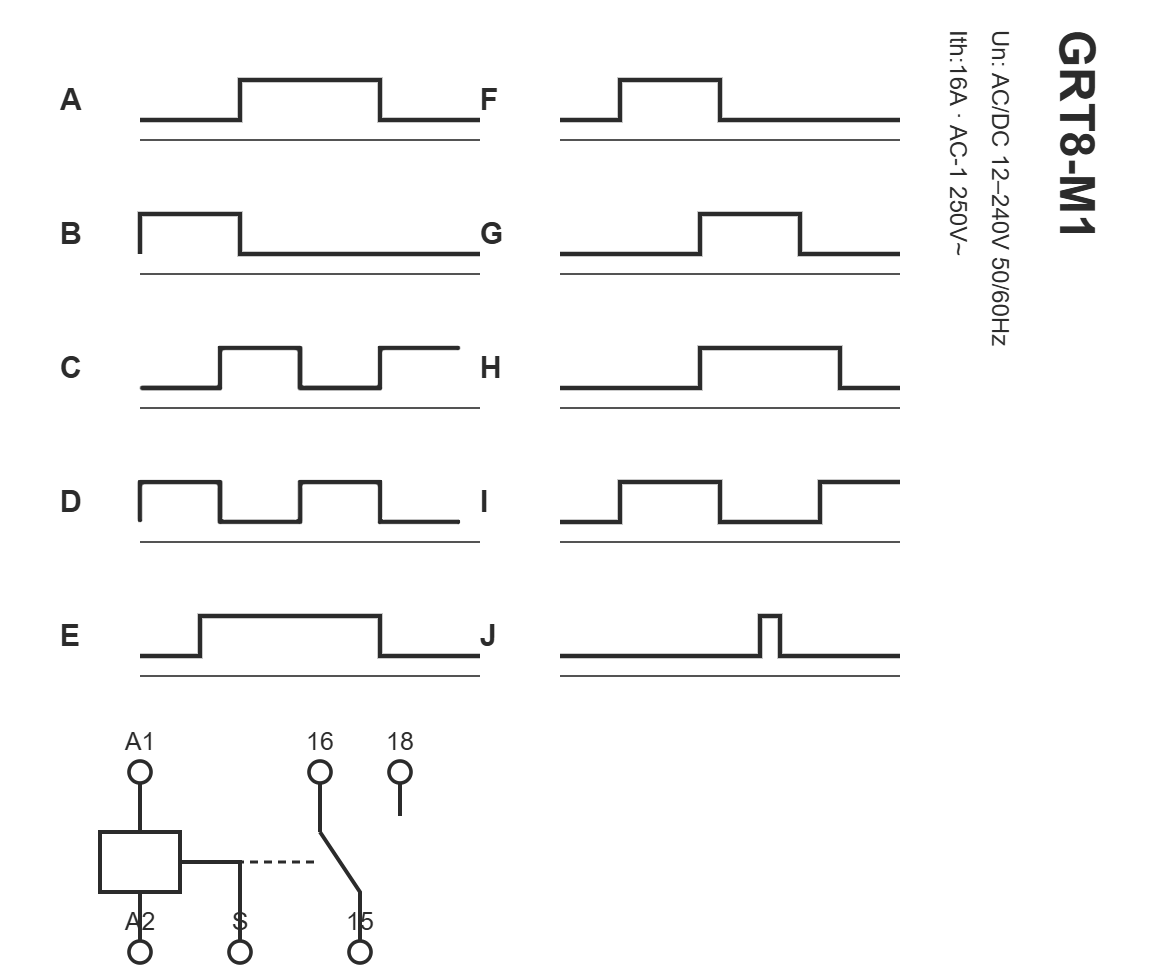 A
F
B
G
C
H
D
I
E
J
GRT8-M1
Un: AC/DC 12–240V 50/60Hz
Ith:16A · AC-1 250V~
A1
16
18
A2
S
15